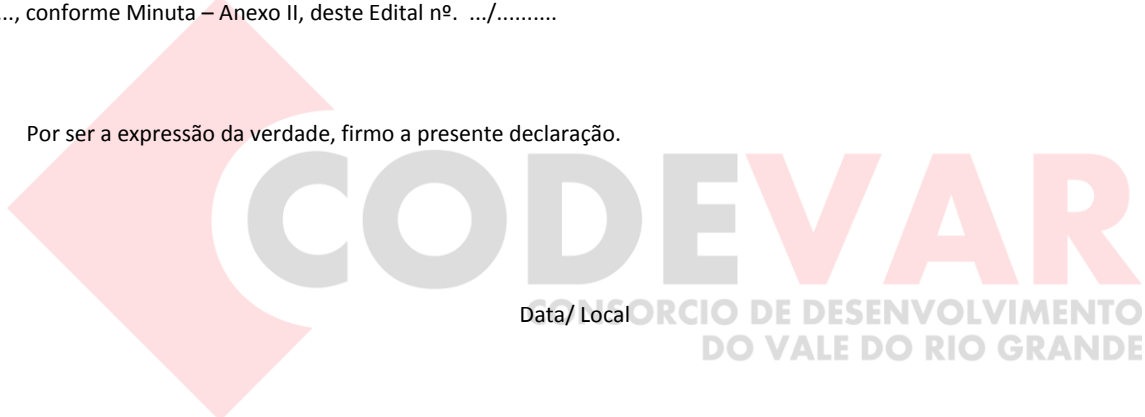 ..., conforme Minuta – Anexo II, deste Edital nº. .../..........
Por ser a expressão da verdade, firmo a presente declaração.
CODEVAR
Data/ Local
CONSORCIO DE DESENVOLVIMENTO
DO VALE DO RIO GRANDE